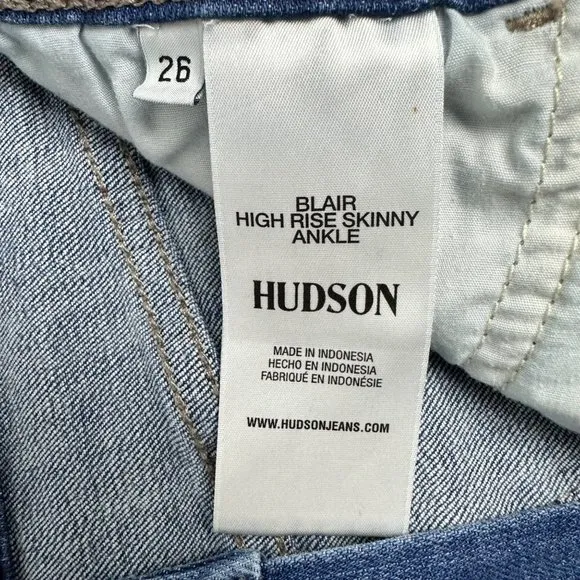 26
BLAIR
HIGH RISE SKINNY
ANKLE
HUDSON
MADE IN INDONESIA
HECHO EN INDONESIA
FABRIQUÉ EN INDONÉSIE
WWW.HUDSONJEANS.COM